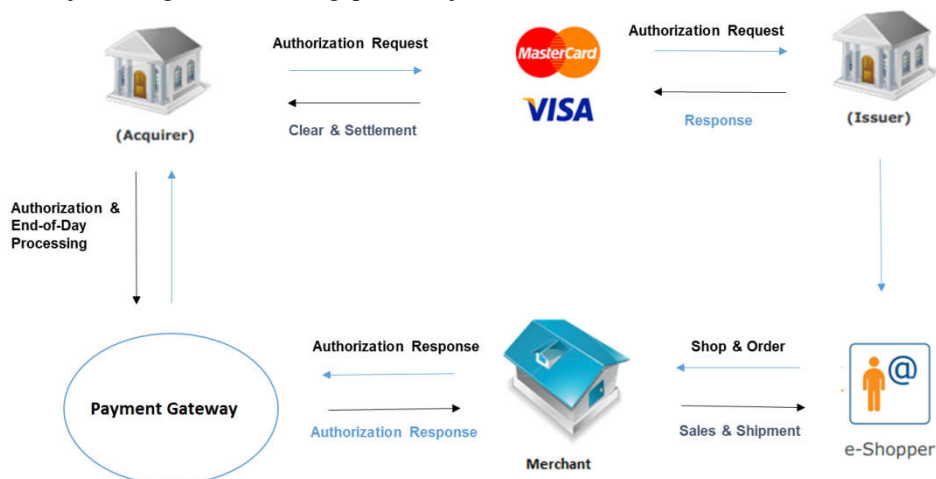 Authorization Request
Authorization Request
MasterCard
VISA
(Acquirer)
Clear & Settlement
Response
(Issuer)
Authorization &
End-of-Day
Processing
Authorization Response
Shop & Order
Payment Gateway
@
Authorization Response
Sales & Shipment
e-Shopper
Merchant